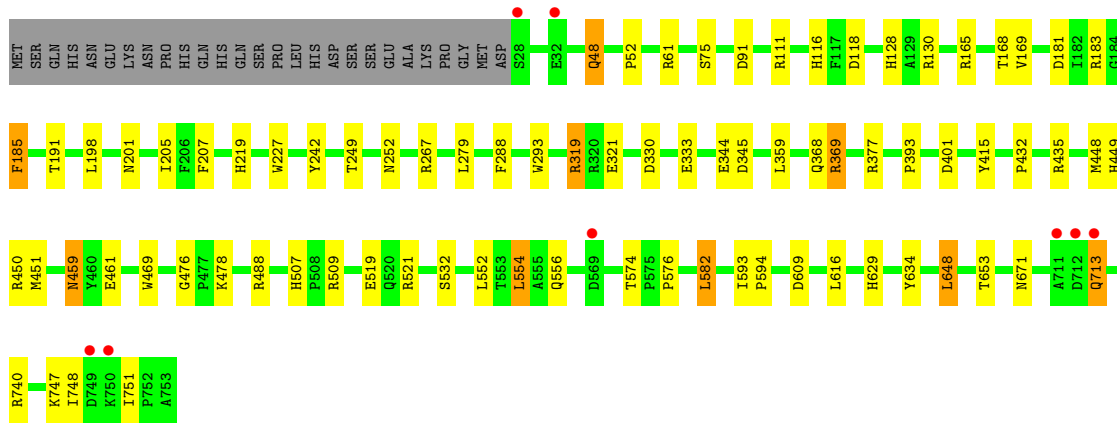 MET SER GLN HIS ASN GLU LYS ASN PRO HIS GLN HIS GLN SER PRO LEU HIS ASP SER SER GLU ALA LYS PRO GLY MET ASP S28 E32 Q48 P52 R61 S75 D91 R111 H116 F117 D118 H128 A129 R130 R165 T168 V169 D181 I182 R183 G184
F185 T191 L198 N201 I205 F206 F207 H219 W227 Y242 T249 N252 R267 L279 F288 W293 R319 R320 E321 D330 E333 E344 D345 L359 Q368 R369 R377 P393 D401 Y415 P432 R435 M448 H449
R450 M451 N459 Y460 E461 W469 G476 P477 K478 R488 H507 P508 R509 E519 Q520 R521 S532 L552 T553 L554 A555 Q556 D569 T574 P575 P576 L582 I593 P594 D609 L616 H629 Y634 L648 T653 N671 A711 D712 Q713
R740 K747 I748 D749 K750 I751 P752 A753